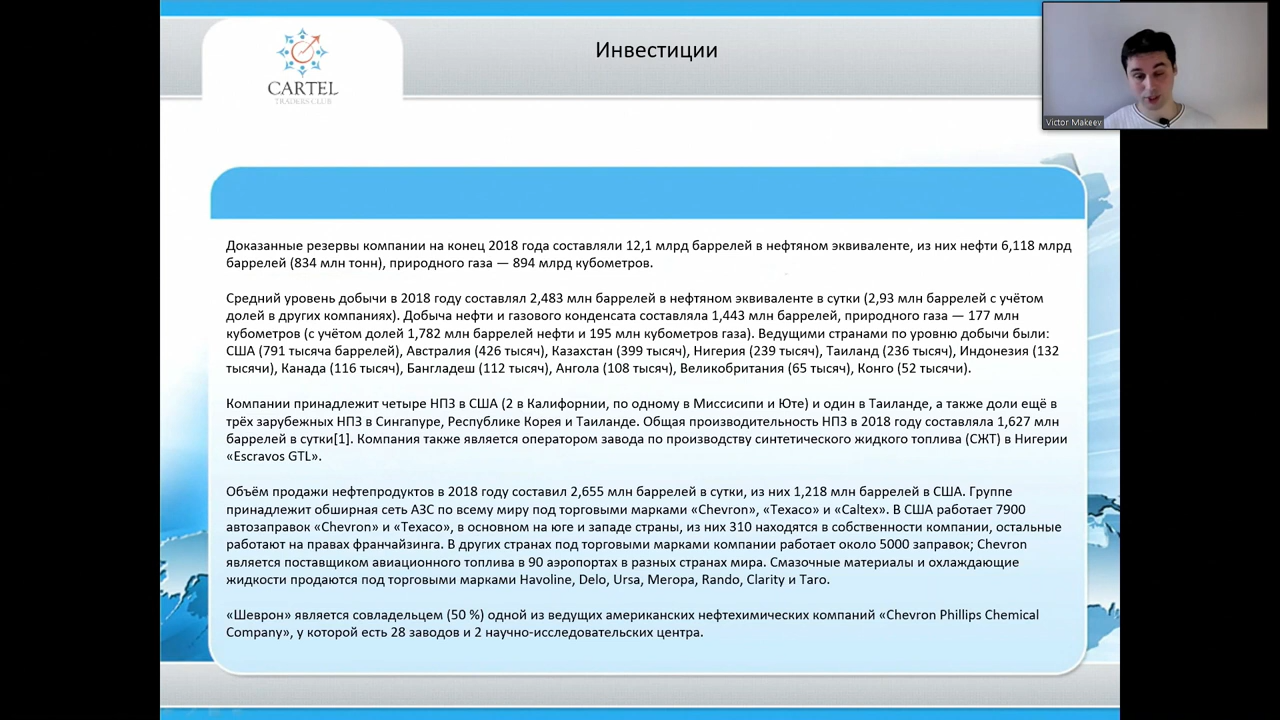 Инвестиции
CARTEL
TRADERS CLUB
Victor Makeev
Доказанные резервы компании на конец 2018 года составляли 12,1 млрд баррелей в нефтяном эквиваленте, из них нефти 6,118 млрд
баррелей (834 млн тонн), природного газа — 894 млрд кубометров.
Средний уровень добычи в 2018 году составлял 2,483 млн баррелей в нефтяном эквиваленте в сутки (2,93 млн баррелей с учётом
долей в других компаниях). Добыча нефти и газового конденсата составляла 1,443 млн баррелей, природного газа — 177 млн
кубометров (с учётом долей 1,782 млн баррелей нефти и 195 млн кубометров газа). Ведущими странами по уровню добычи были:
США (791 тысяча баррелей), Австралия (426 тысяч), Казахстан (399 тысяч), Нигерия (239 тысяч), Таиланд (236 тысяч), Индонезия (132
тысячи), Канада (116 тысяч), Бангладеш (112 тысяч), Ангола (108 тысяч), Великобритания (65 тысяч), Конго (52 тысячи).
Компании принадлежит четыре НПЗ в США (2 в Калифорнии, по одному в Миссисипи и Юте) и один в Таиланде, а также доли ещё в
трёх зарубежных НПЗ в Сингапуре, Республике Корея и Таиланде. Общая производительность НПЗ в 2018 году составляла 1,627 млн
баррелей в сутки[1]. Компания также является оператором завода по производству синтетического жидкого топлива (СЖТ) в Нигерии
«Escravos GTL».
Объём продажи нефтепродуктов в 2018 году составил 2,655 млн баррелей в сутки, из них 1,218 млн баррелей в США. Группе
принадлежит обширная сеть АЗС по всему миру под торговыми марками «Chevron», «Texaco» и «Caltex». В США работает 7900
автозаправок «Chevron» и «Texaco», в основном на юге и западе страны, из них 310 находятся в собственности компании, остальные
работают на правах франчайзинга. В других странах под торговыми марками компании работает около 5000 заправок; Chevron
является поставщиком авиационного топлива в 90 аэропортах в разных странах мира. Смазочные материалы и охлаждающие
жидкости продаются под торговыми марками Havoline, Delo, Ursa, Meropa, Rando, Clarity и Taro.
«Шеврон» является совладельцем (50 %) одной из ведущих американских нефтехимических компаний «Chevron Phillips Chemical
Company», у которой есть 28 заводов и 2 научно-исследовательских центра.